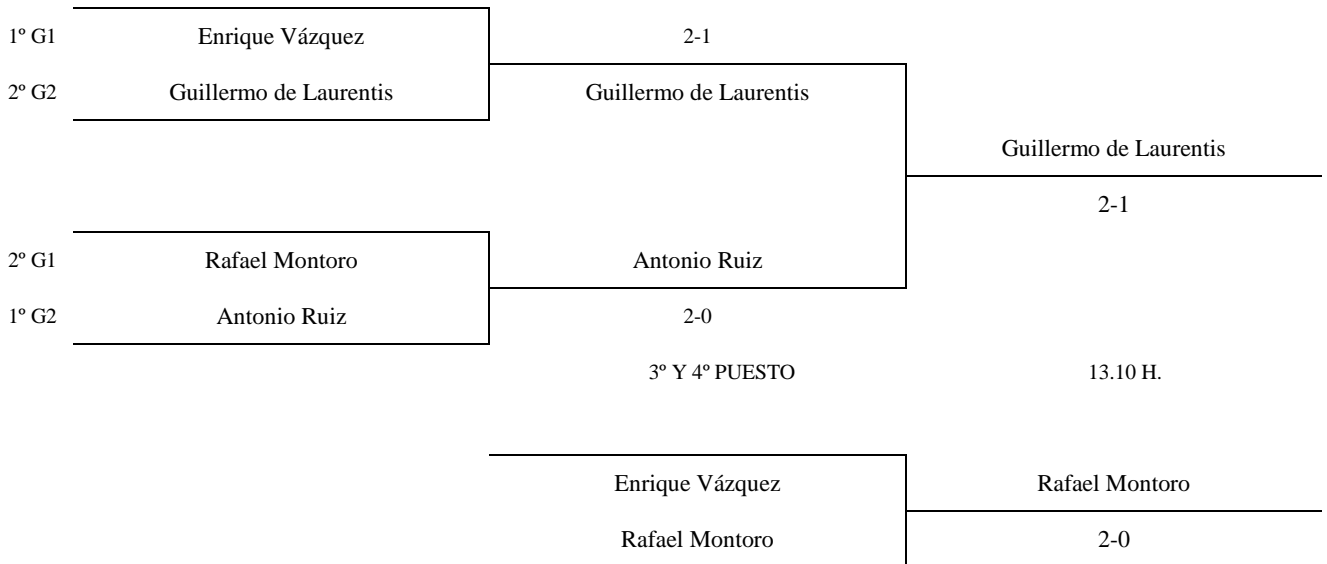 1º G1 Enrique Vázquez 2-1
2º G2 Guillermo de Laurentis Guillermo de Laurentis
Guillermo de Laurentis
2-1
2º G1 Rafael Montoro Antonio Ruiz
1º G2 Antonio Ruiz 2-0
3º Y 4º PUESTO 13.10 H.
Enrique Vázquez Rafael Montoro
Rafael Montoro 2-0